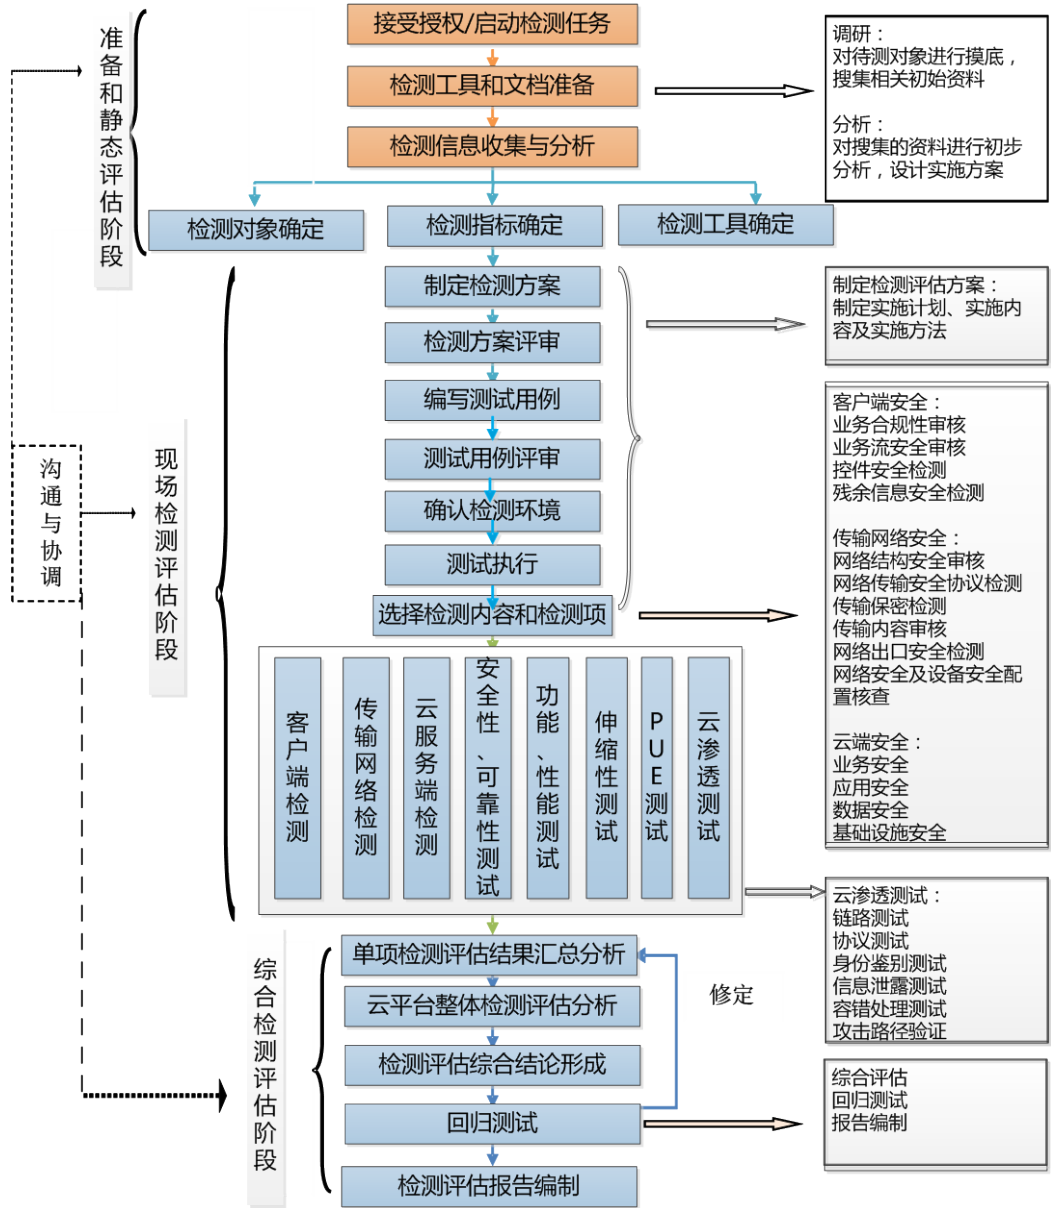 准备和静态评估阶段
接受授权/启动检测任务
检测工具和文档准备
检测信息收集与分析
检测对象确定
检测指标确定
检测工具确定
调研：
对待测对象进行摸底，
搜集相关初始资料
分析：
对搜集的资料进行初步
分析，设计实施方案
沟通与协调
现场检测评估阶段
制定检测方案
检测方案评审
编写测试用例
测试用例评审
确认检测环境
测试执行
选择检测内容和检测项
制定检测评估方案：
制定实施计划、实施内
容及实施方法
客户端安全：
业务合规性审核
业务流安全审核
控件安全检测
残余信息安全检测
传输网络安全：
网络结构安全审核
网络传输安全协议检测
传输保密检测
传输内容审核
网络出口安全检测
网络安全及设备安全配
置核查
云端安全：
业务安全
应用安全
数据安全
基础设施安全
客户端检测
传输网络检测
云服务端检测
安全性、可靠性测试
功能、性能测试
伸缩性测试
PUE测试
云渗透测试
云渗透测试：
链路测试
协议测试
身份鉴别测试
信息泄露测试
容错处理测试
攻击路径验证
综合检测评估阶段
单项检测评估结果汇总分析
云平台整体检测评估分析
检测评估综合结论形成
回归测试
检测评估报告编制
修定
综合评估
回归测试
报告编制